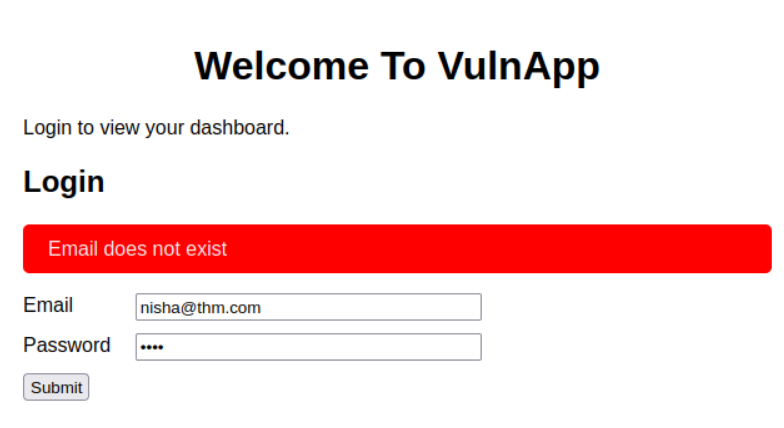 Welcome To VulnApp
Login to view your dashboard.
Login
Email does not exist
Email nisha@thm.com
Password ••••
Submit